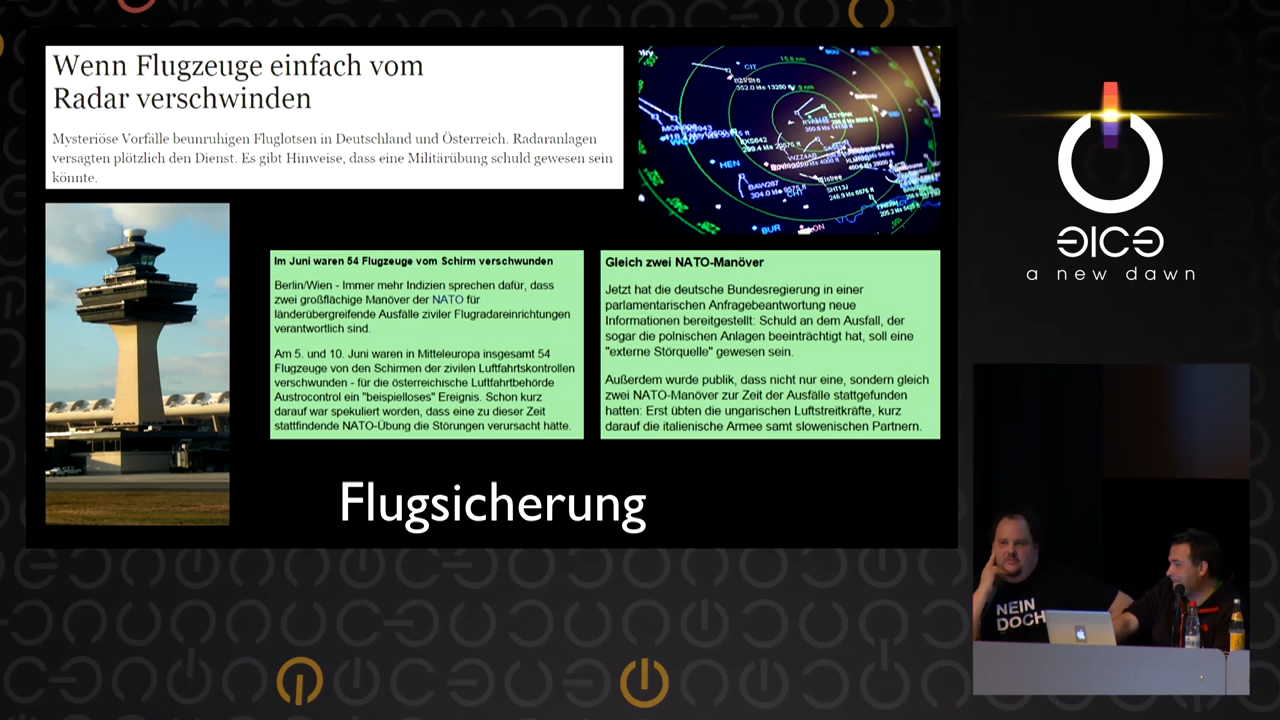 Wenn Flugzeuge einfach vom
Radar verschwinden
Mysteriöse Vorfälle beunruhigen Fluglotsen in Deutschland und Österreich. Radaranlagen
versagten plötzlich den Dienst. Es gibt Hinweise, dass eine Militärübung schuld gewesen sein
könnte.
CIT
HEN
BAW287
BUR
LON
Im Juni waren 54 Flugzeuge vom Schirm verschwunden
Berlin/Wien - Immer mehr Indizien sprechen dafür, dass
zwei großflächige Manöver der NATO für
länderübergreifende Ausfälle ziviler Flugradareinrichtungen
verantwortlich sind.
Am 5. und 10. Juni waren in Mitteleuropa insgesamt 54
Flugzeuge von den Schirmen der zivilen Luftfahrtskontrollen
verschwunden - für die österreichische Luftfahrtbehörde
Austrocontrol ein "beispielloses" Ereignis. Schon kurz
darauf war spekuliert worden, dass eine zu dieser Zeit
stattfindende NATO-Übung die Störungen verursacht hätte.
Gleich zwei NATO-Manöver
Jetzt hat die deutsche Bundesregierung in einer
parlamentarischen Anfragebeantwortung neue
Informationen bereitgestellt: Schuld an dem Ausfall, der
sogar die polnischen Anlagen beeinträchtigt hat, soll eine
"externe Störquelle" gewesen sein.
Außerdem wurde publik, dass nicht nur eine, sondern gleich
zwei NATO-Manöver zur Zeit der Ausfälle stattgefunden
hatten: Erst übten die ungarischen Luftstreitkräfte, kurz
darauf die italienische Armee samt slowenischen Partnern.
Flugsicherung
a new dawn
NEIN
DOCH